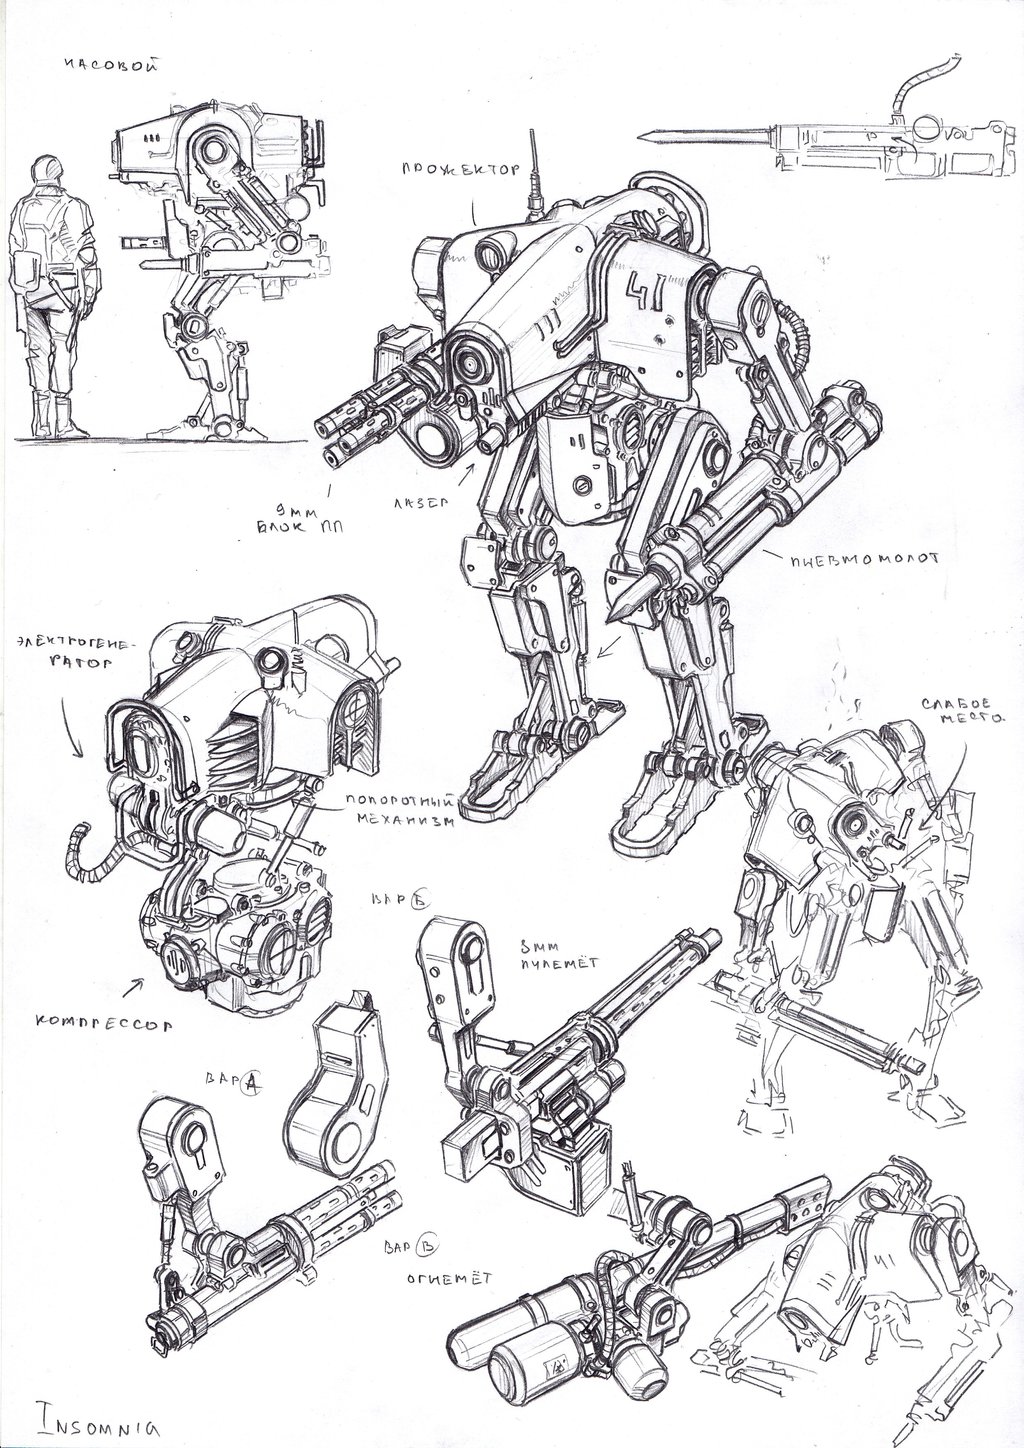 ЧАСОВОЙ
ПРОЖЕКТОР
41
ЛАЗЕР
9ММ
БЛОК ПП
ПНЕВМОМОЛОТ
ЭЛЕКТРОГЕНЕ-
РАТОР
СЛАБОЕ
МЕСТО.
ПОВОРОТНЫЙ
МЕХАНИЗМ
ВАР Б
8ММ
ПУЛЕМЁТ
КОМПРЕССОР
ВАР А
ВАР В
ОГНЕМЁТ
INSOMNIA